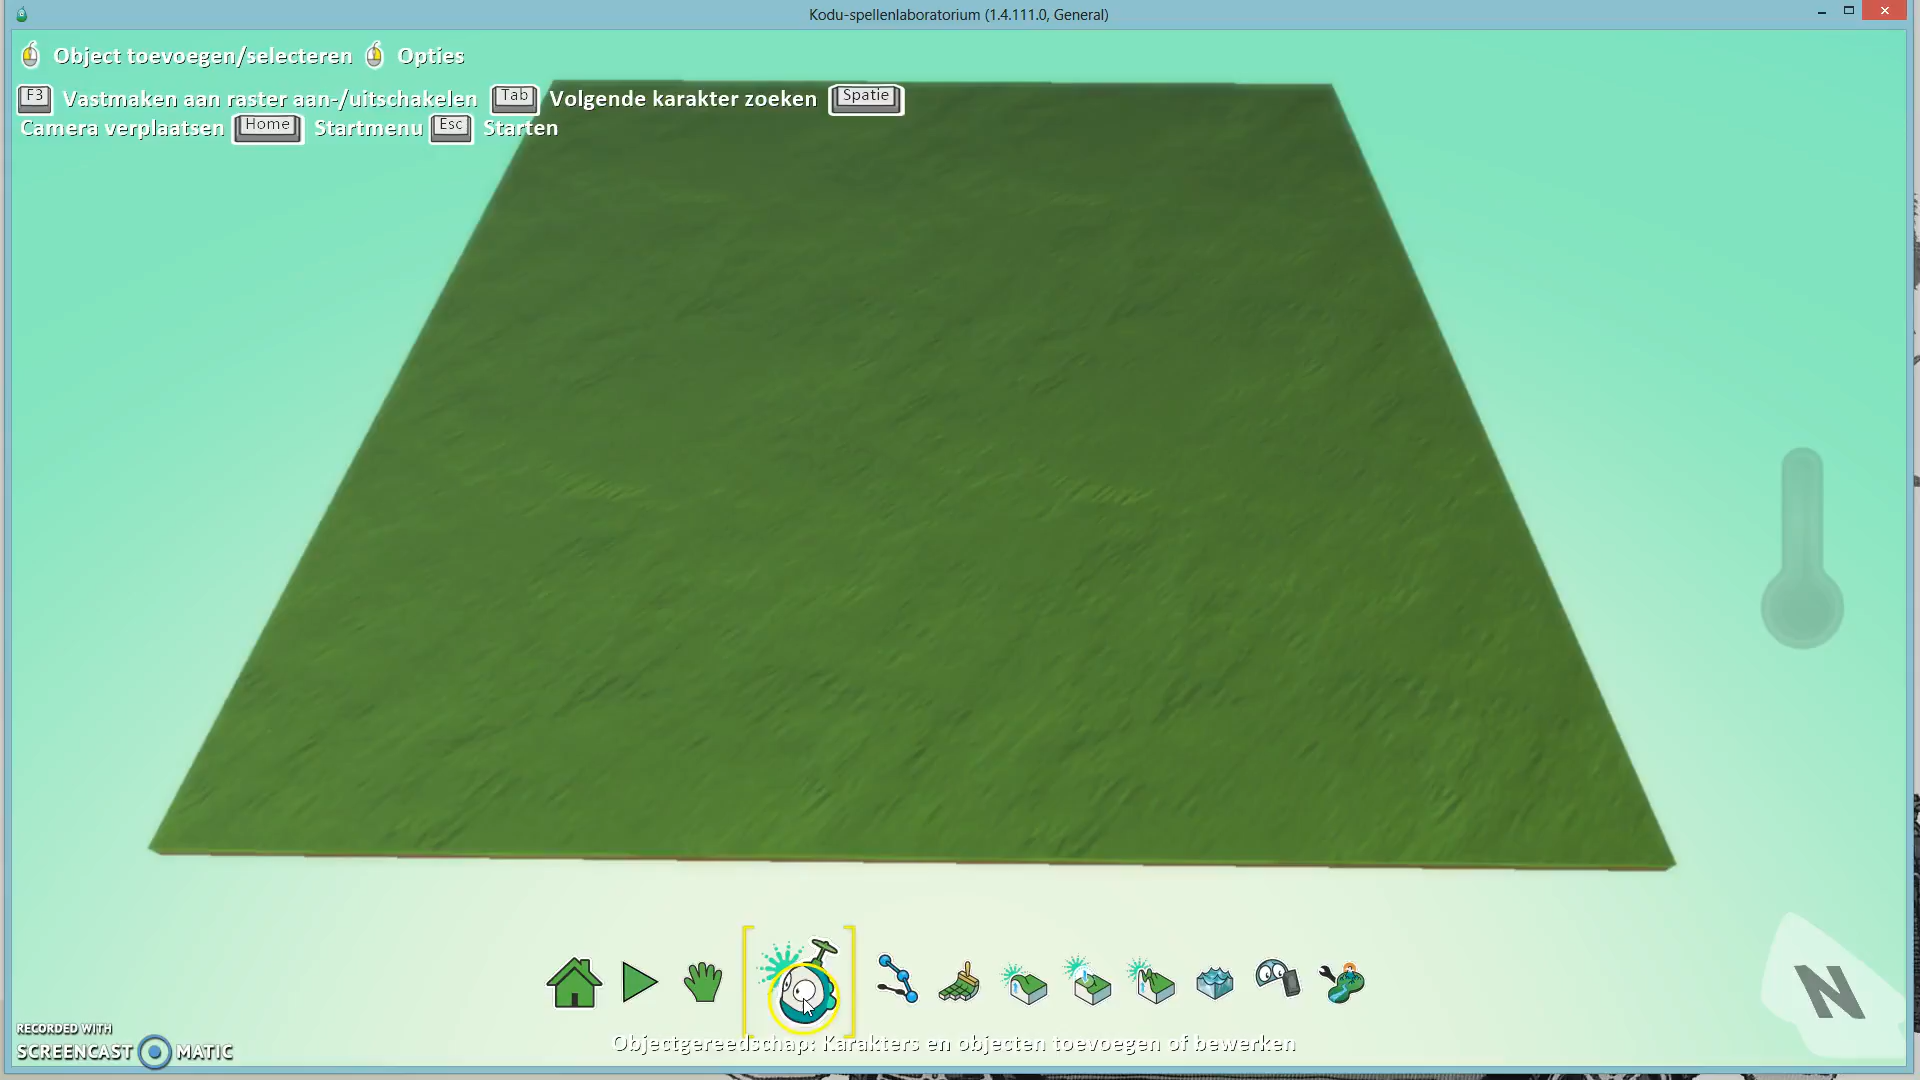 Kodu-spellenlaboratorium (1.4.111.0, General)
Object toevoegen/selecteren Opties
F3 Vastmaken aan raster aan-/uitschakelen Tab Volgende karakter zoeken Spatie
Camera verplaatsen Home Startmenu Esc Starten
N
Objectgereedschap: Karakters en objecten toevoegen of bewerken
RECORDED WITH
SCREENCAST MATIC